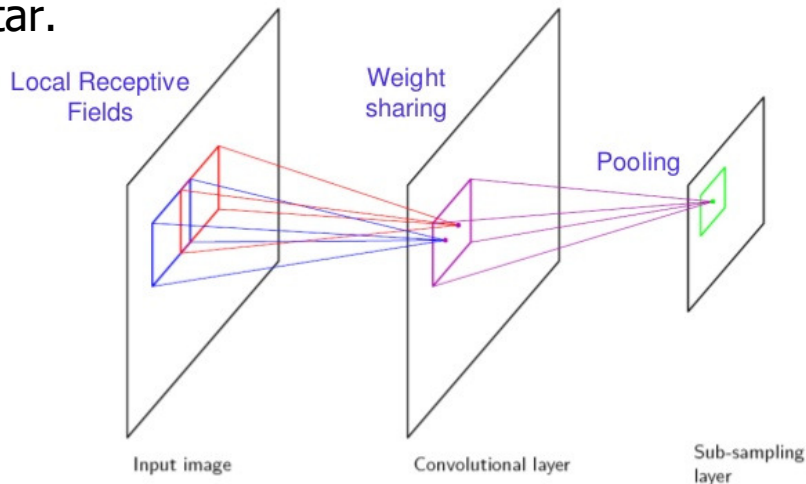 tar.
Local Receptive
Fields
Weight
sharing
Pooling
Input image
Convolutional layer
Sub-sampling
layer